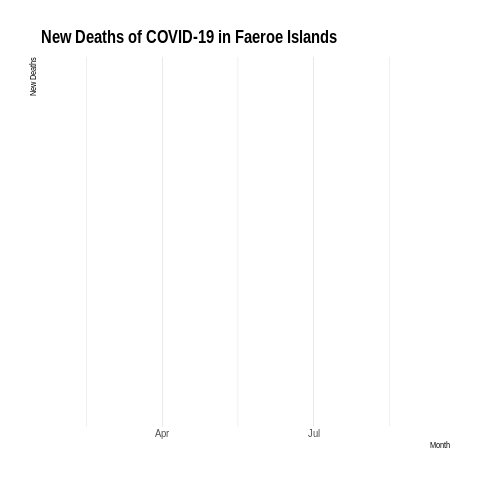 New Deaths of COVID-19 in Faeroe Islands
New Deaths
Apr
Jul
Month